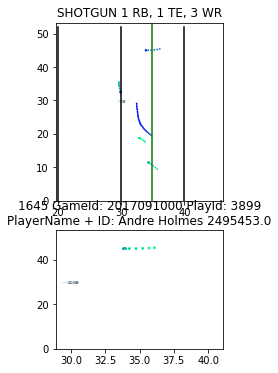 SHOTGUN 1 RB, 1 TE, 3 WR
50
40
30
20
10
0
20 30 40
1645 GameId: 2017091000 PlayId: 3899
PlayerName + ID: Andre Holmes 2495453.0
40
20
0
30.0 32.5 35.0 37.5 40.0